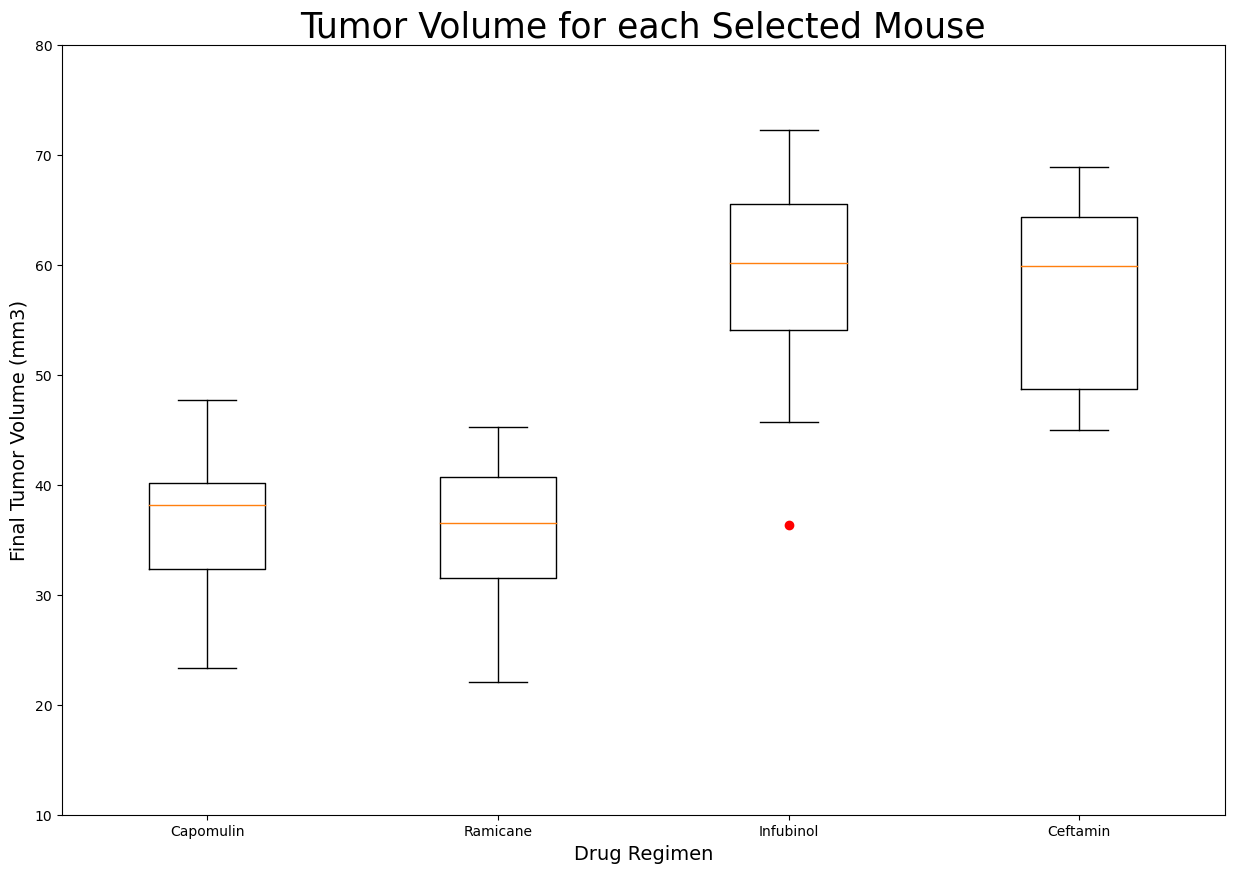 Tumor Volume for each Selected Mouse
80
70
60
50
40
30
20
10
Final Tumor Volume (mm3)
Capomulin Ramicane Infubinol Ceftamin
Drug Regimen